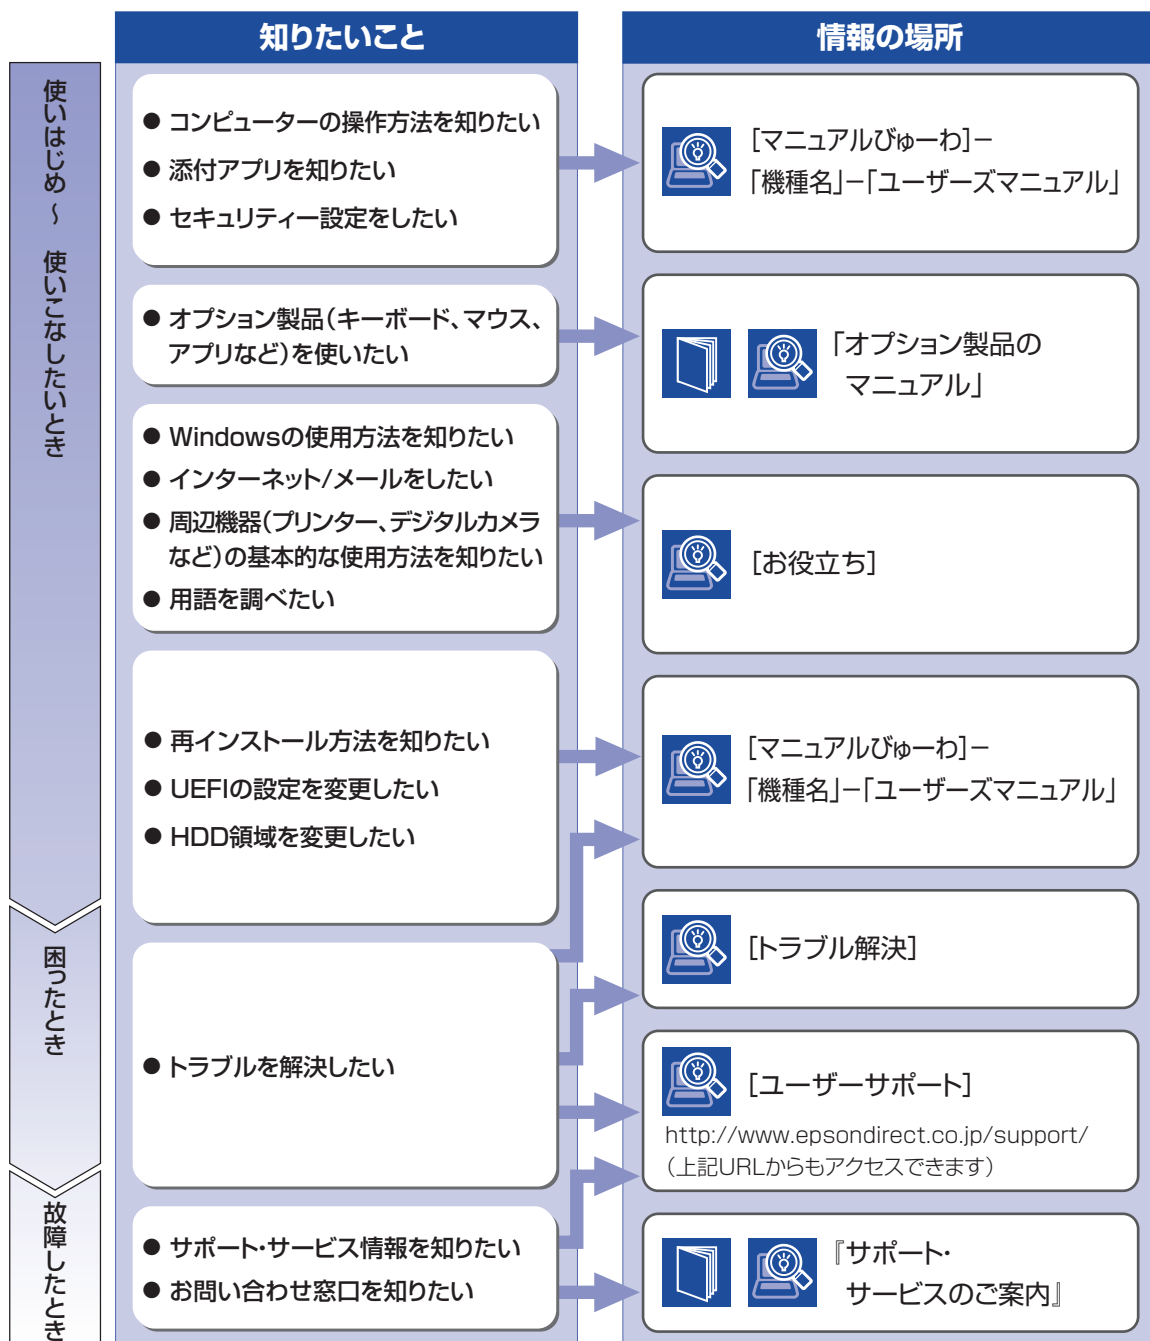 知りたいこと
情報の場所
使いはじめ ～ 使いこなしたいとき
● コンピューターの操作方法を知りたい
● 添付アプリを知りたい
● セキュリティー設定をしたい
[マニュアルびゅーわ]－
「機種名」－「ユーザーズマニュアル」
● オプション製品（キーボード、マウス、
アプリなど）を使いたい
「オプション製品の
マニュアル」
● Windowsの使用方法を知りたい
● インターネット/メールをしたい
● 周辺機器（プリンター、デジタルカメラ
など）の基本的な使用方法を知りたい
● 用語を調べたい
[お役立ち]
● 再インストール方法を知りたい
● UEFIの設定を変更したい
● HDD領域を変更したい
[マニュアルびゅーわ]－
「機種名」－「ユーザーズマニュアル」
困ったとき
● トラブルを解決したい
[トラブル解決]
[ユーザーサポート]
http://www.epsondirect.co.jp/support/
（上記URLからもアクセスできます）
故障したとき
● サポート・サービス情報を知りたい
● お問い合わせ窓口を知りたい
『サポート・
サービスのご案内』